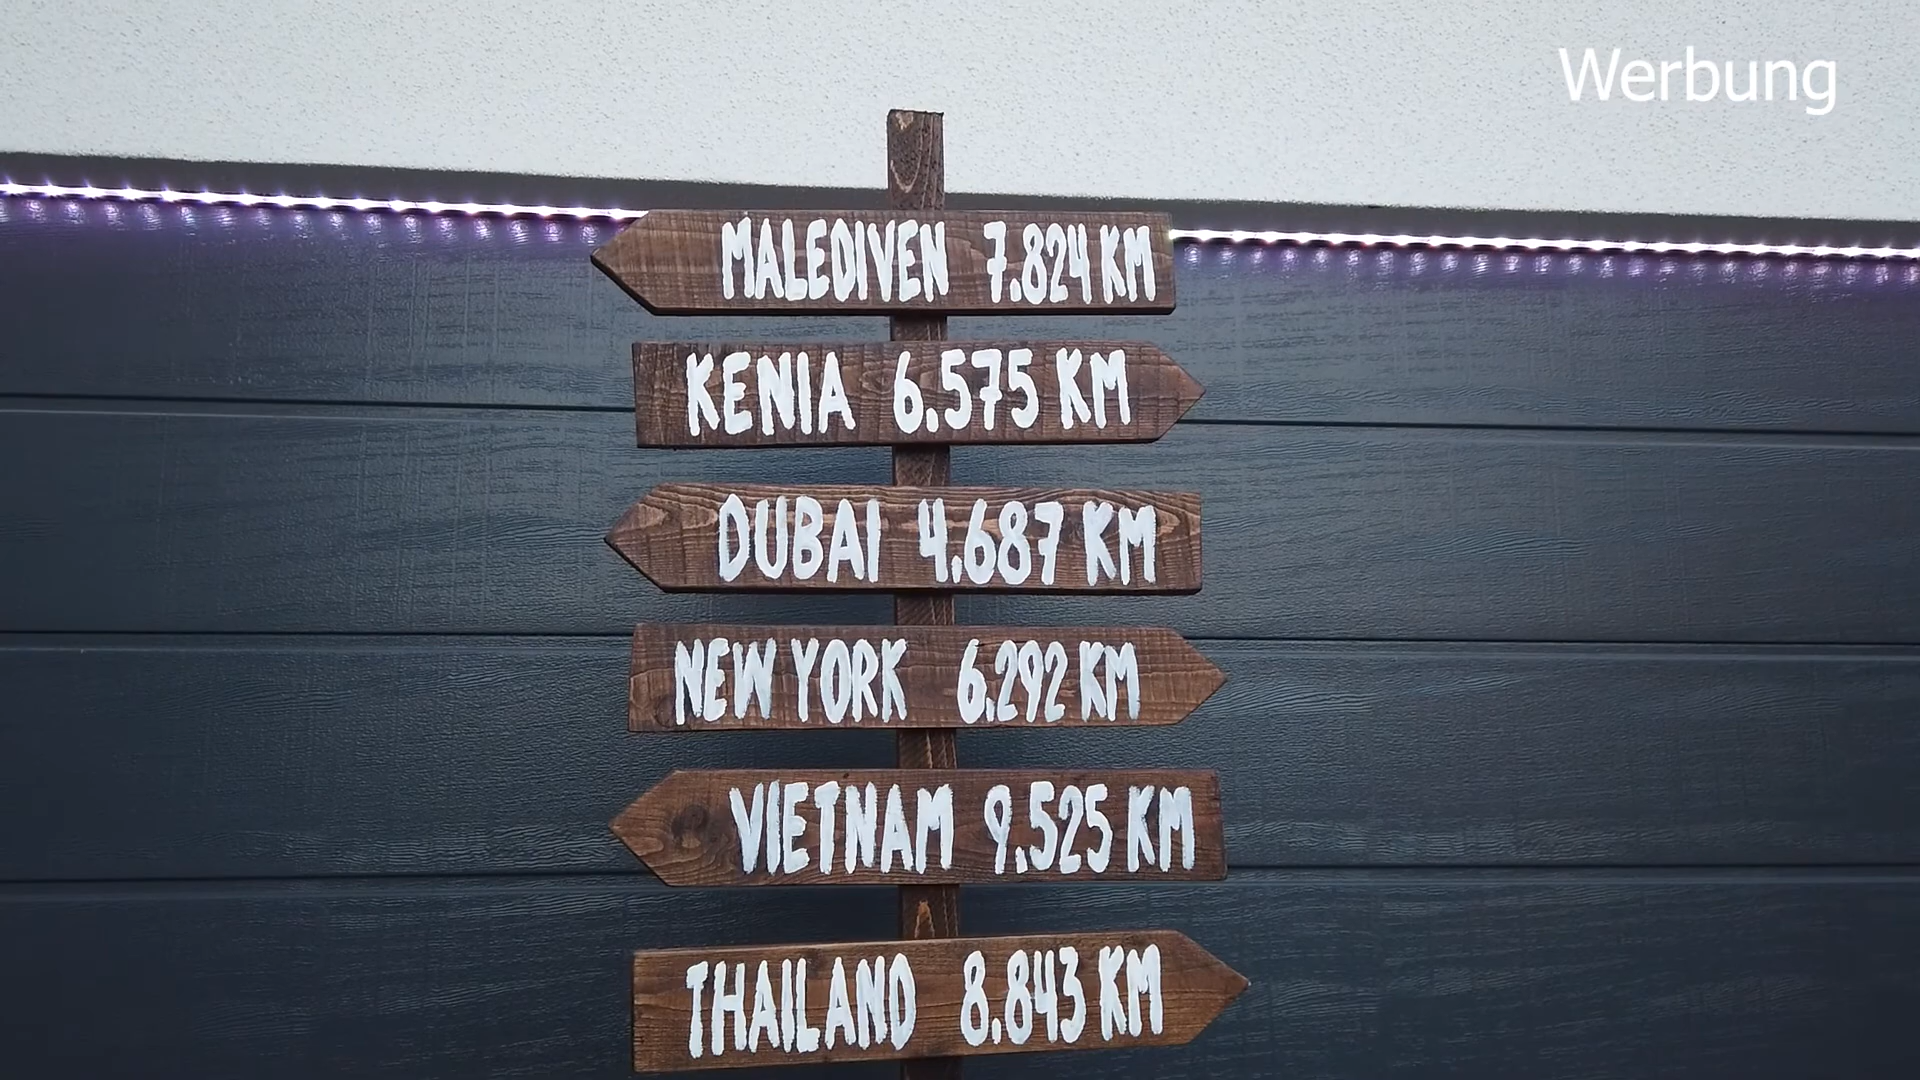 Werbung
MALEDIVEN 7.824 KM
KENIA 6.575 KM
DUBAI 4.687 KM
NEW YORK 6.292 KM
VIETNAM 9.525 KM
THAILAND 8.843 KM